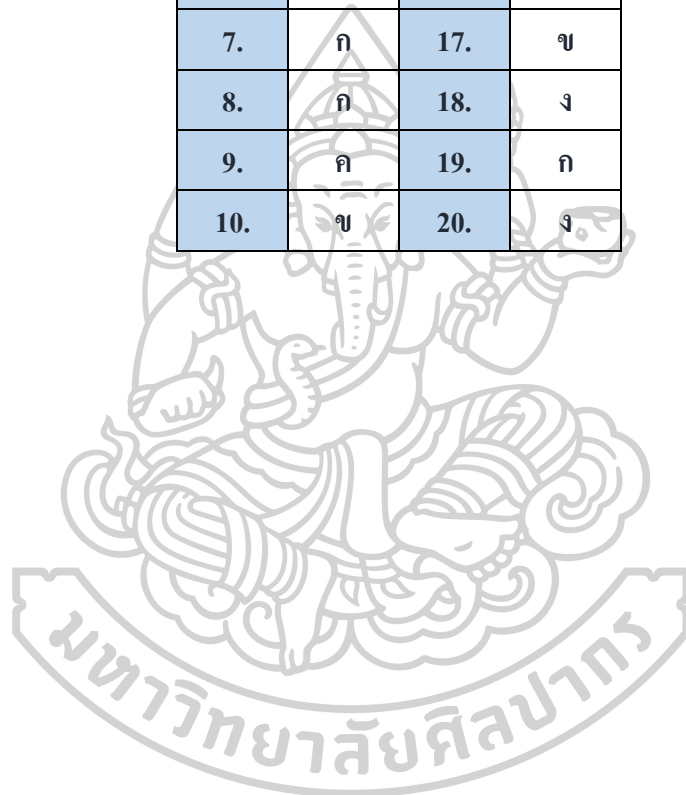 7. ก 17. ข
8. ก 18. ง
9. ค 19. ก
10. ข 20. ง
มหาวิทยาลัยศิลปากร